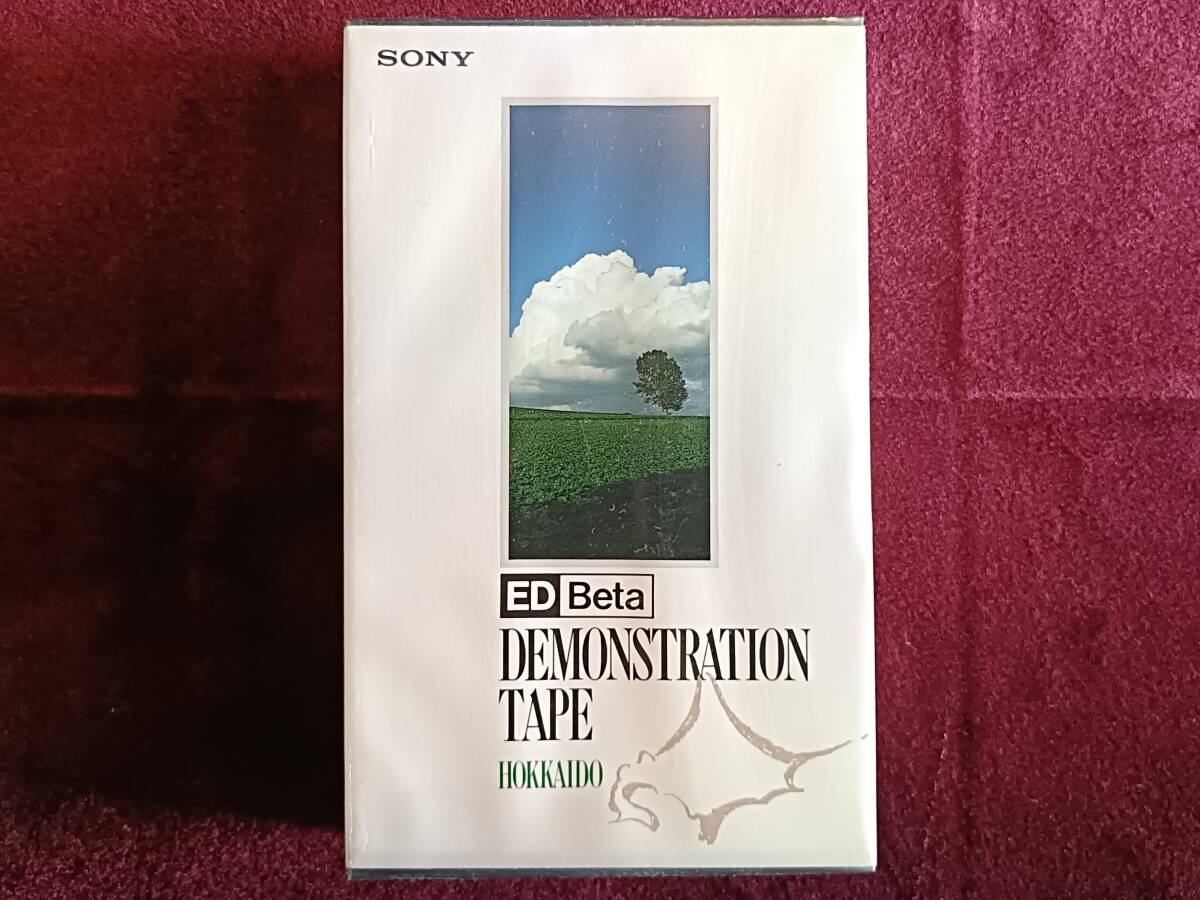 SONY
ED Beta
DEMONSTRATION
TAPE
HOKKAIDO